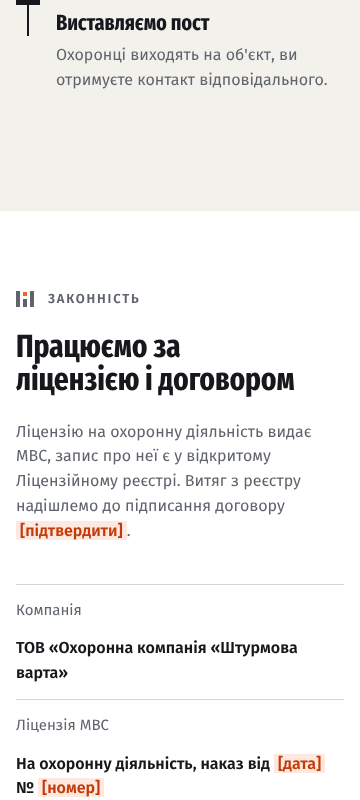 Виставляємо пост
Охоронці виходять на об'єкт, ви
отримуєте контакт відповідального.
ЗАКОННІСТЬ
Працюємо за
ліцензією і договором
Ліцензію на охоронну діяльність видає
МВС, запис про неї є у відкритому
Ліцензійному реєстрі. Витяг з реєстру
надішлемо до підписання договору
[підтвердити].
Компанія
ТОВ «Охоронна компанія «Штурмова
варта»
Ліцензія МВС
На охоронну діяльність, наказ від [дата]
№ [номер]